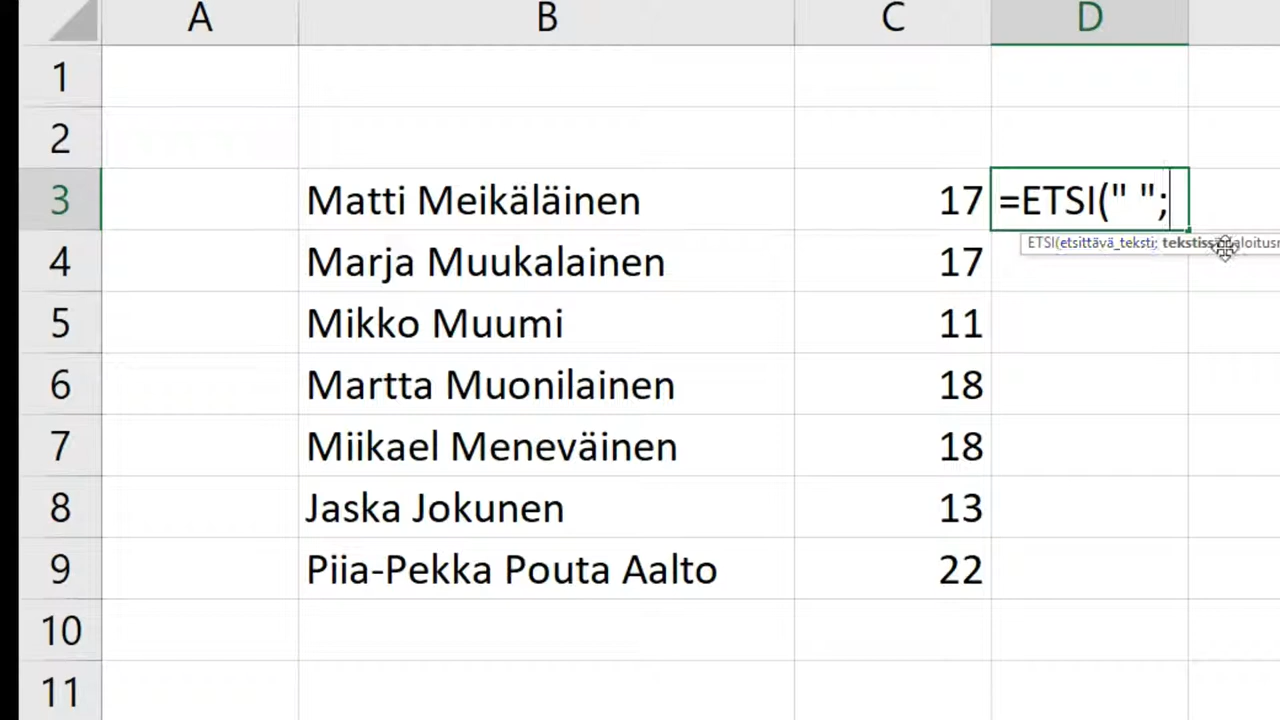 A B C D
1
2
3 Matti Meikäläinen 17 =ETSI(" ";
ETSI(etsittävä_teksti;
4 Marja Muukalainen 17
5 Mikko Muumi 11
6 Martta Muonilainen 18
7 Miikael Meneväinen 18
8 Jaska Jokunen 13
9 Piia-Pekka Pouta Aalto 22
10
11